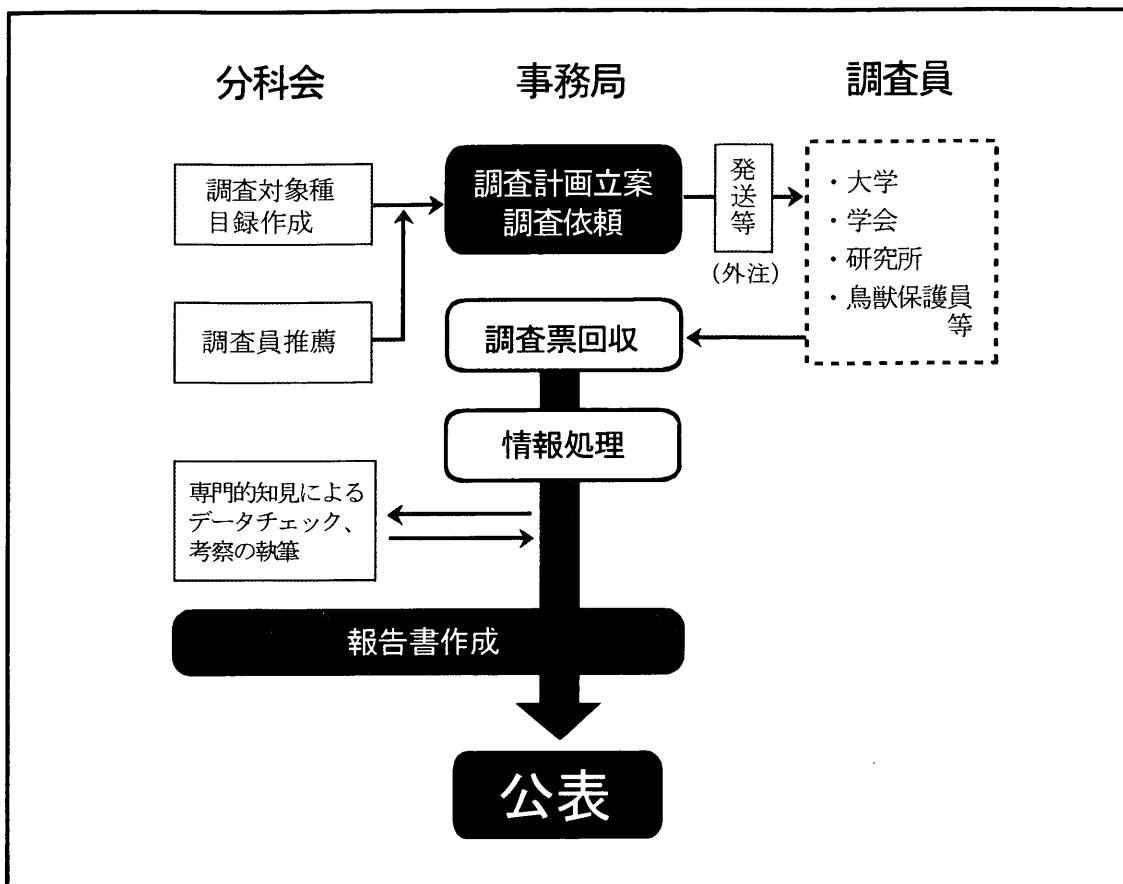 分科会
事務局
調査員
調査対象種
目録作成
調査員推薦
調査計画立案
調査依頼
発送等
(外注)
・大学
・学会
・研究所
・鳥獣保護員
等
調査票回収
情報処理
専門的知見による
データチェック、
考察の執筆
報告書作成
公表